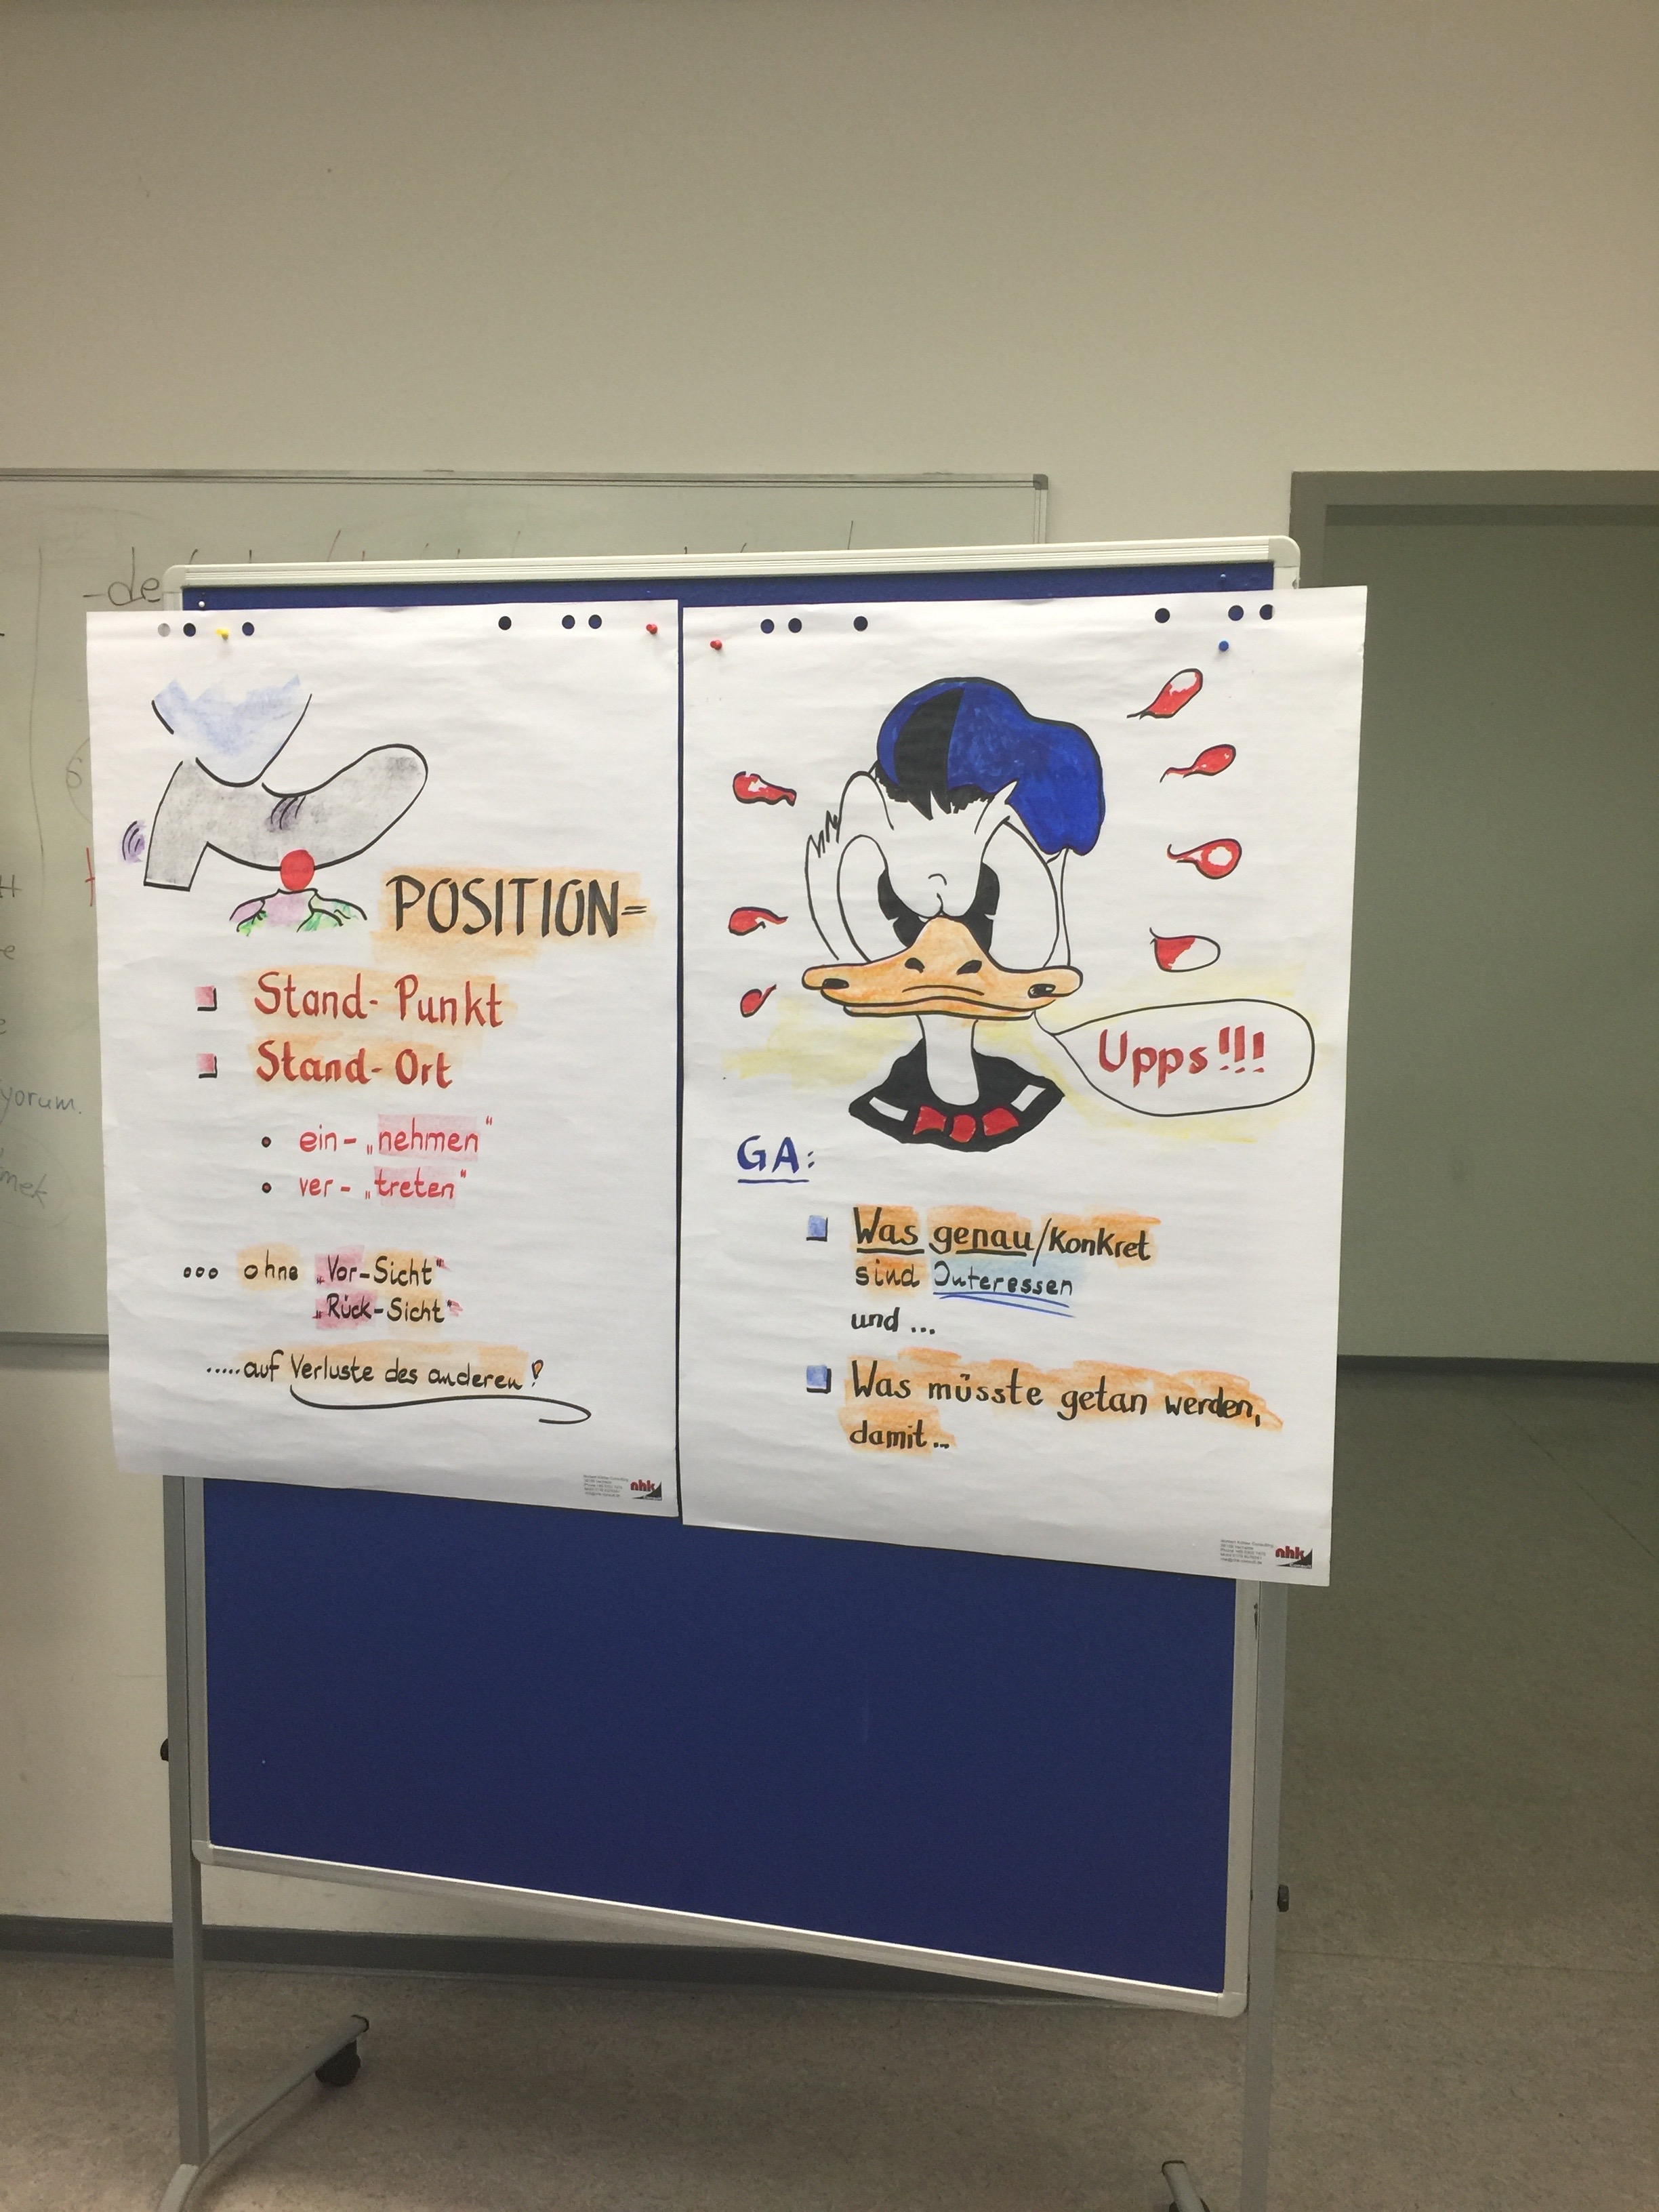 -de
yorum.
mek
POSITION=
Stand-Punkt
Stand-Ort
ein-„nehmen"
ver-„treten"
ooo ohne „Vor-Sicht"
„Rück-Sicht"
.....auf Verluste des anderen!
nhk
Upps!!!
GA:
Was genau/Konkret
sind Interessen
und ...
Was müsste getan werden,
damit...
nhk